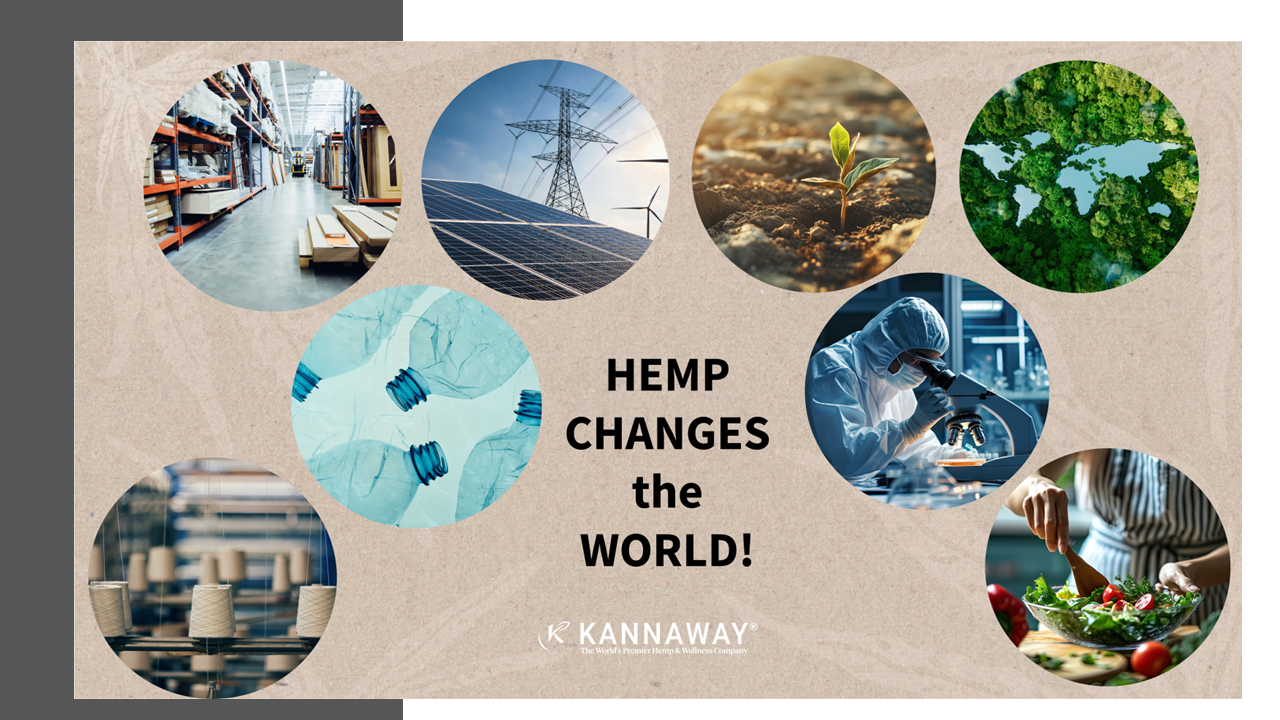 HEMP
CHANGES
the
WORLD!
KANNAWAY®
The World's Premier Hemp & Wellness Company